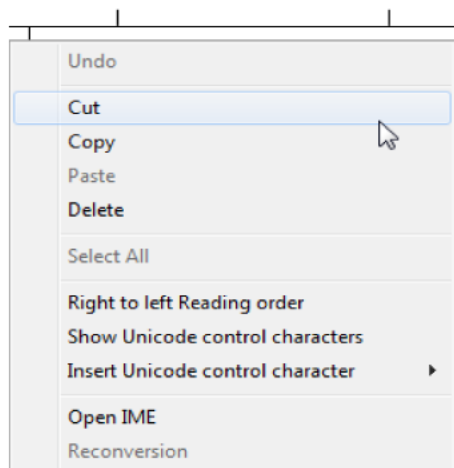 Undo
Cut
Copy
Paste
Delete
Select All
Right to left Reading order
Show Unicode control characters
Insert Unicode control character
Open IME
Reconversion